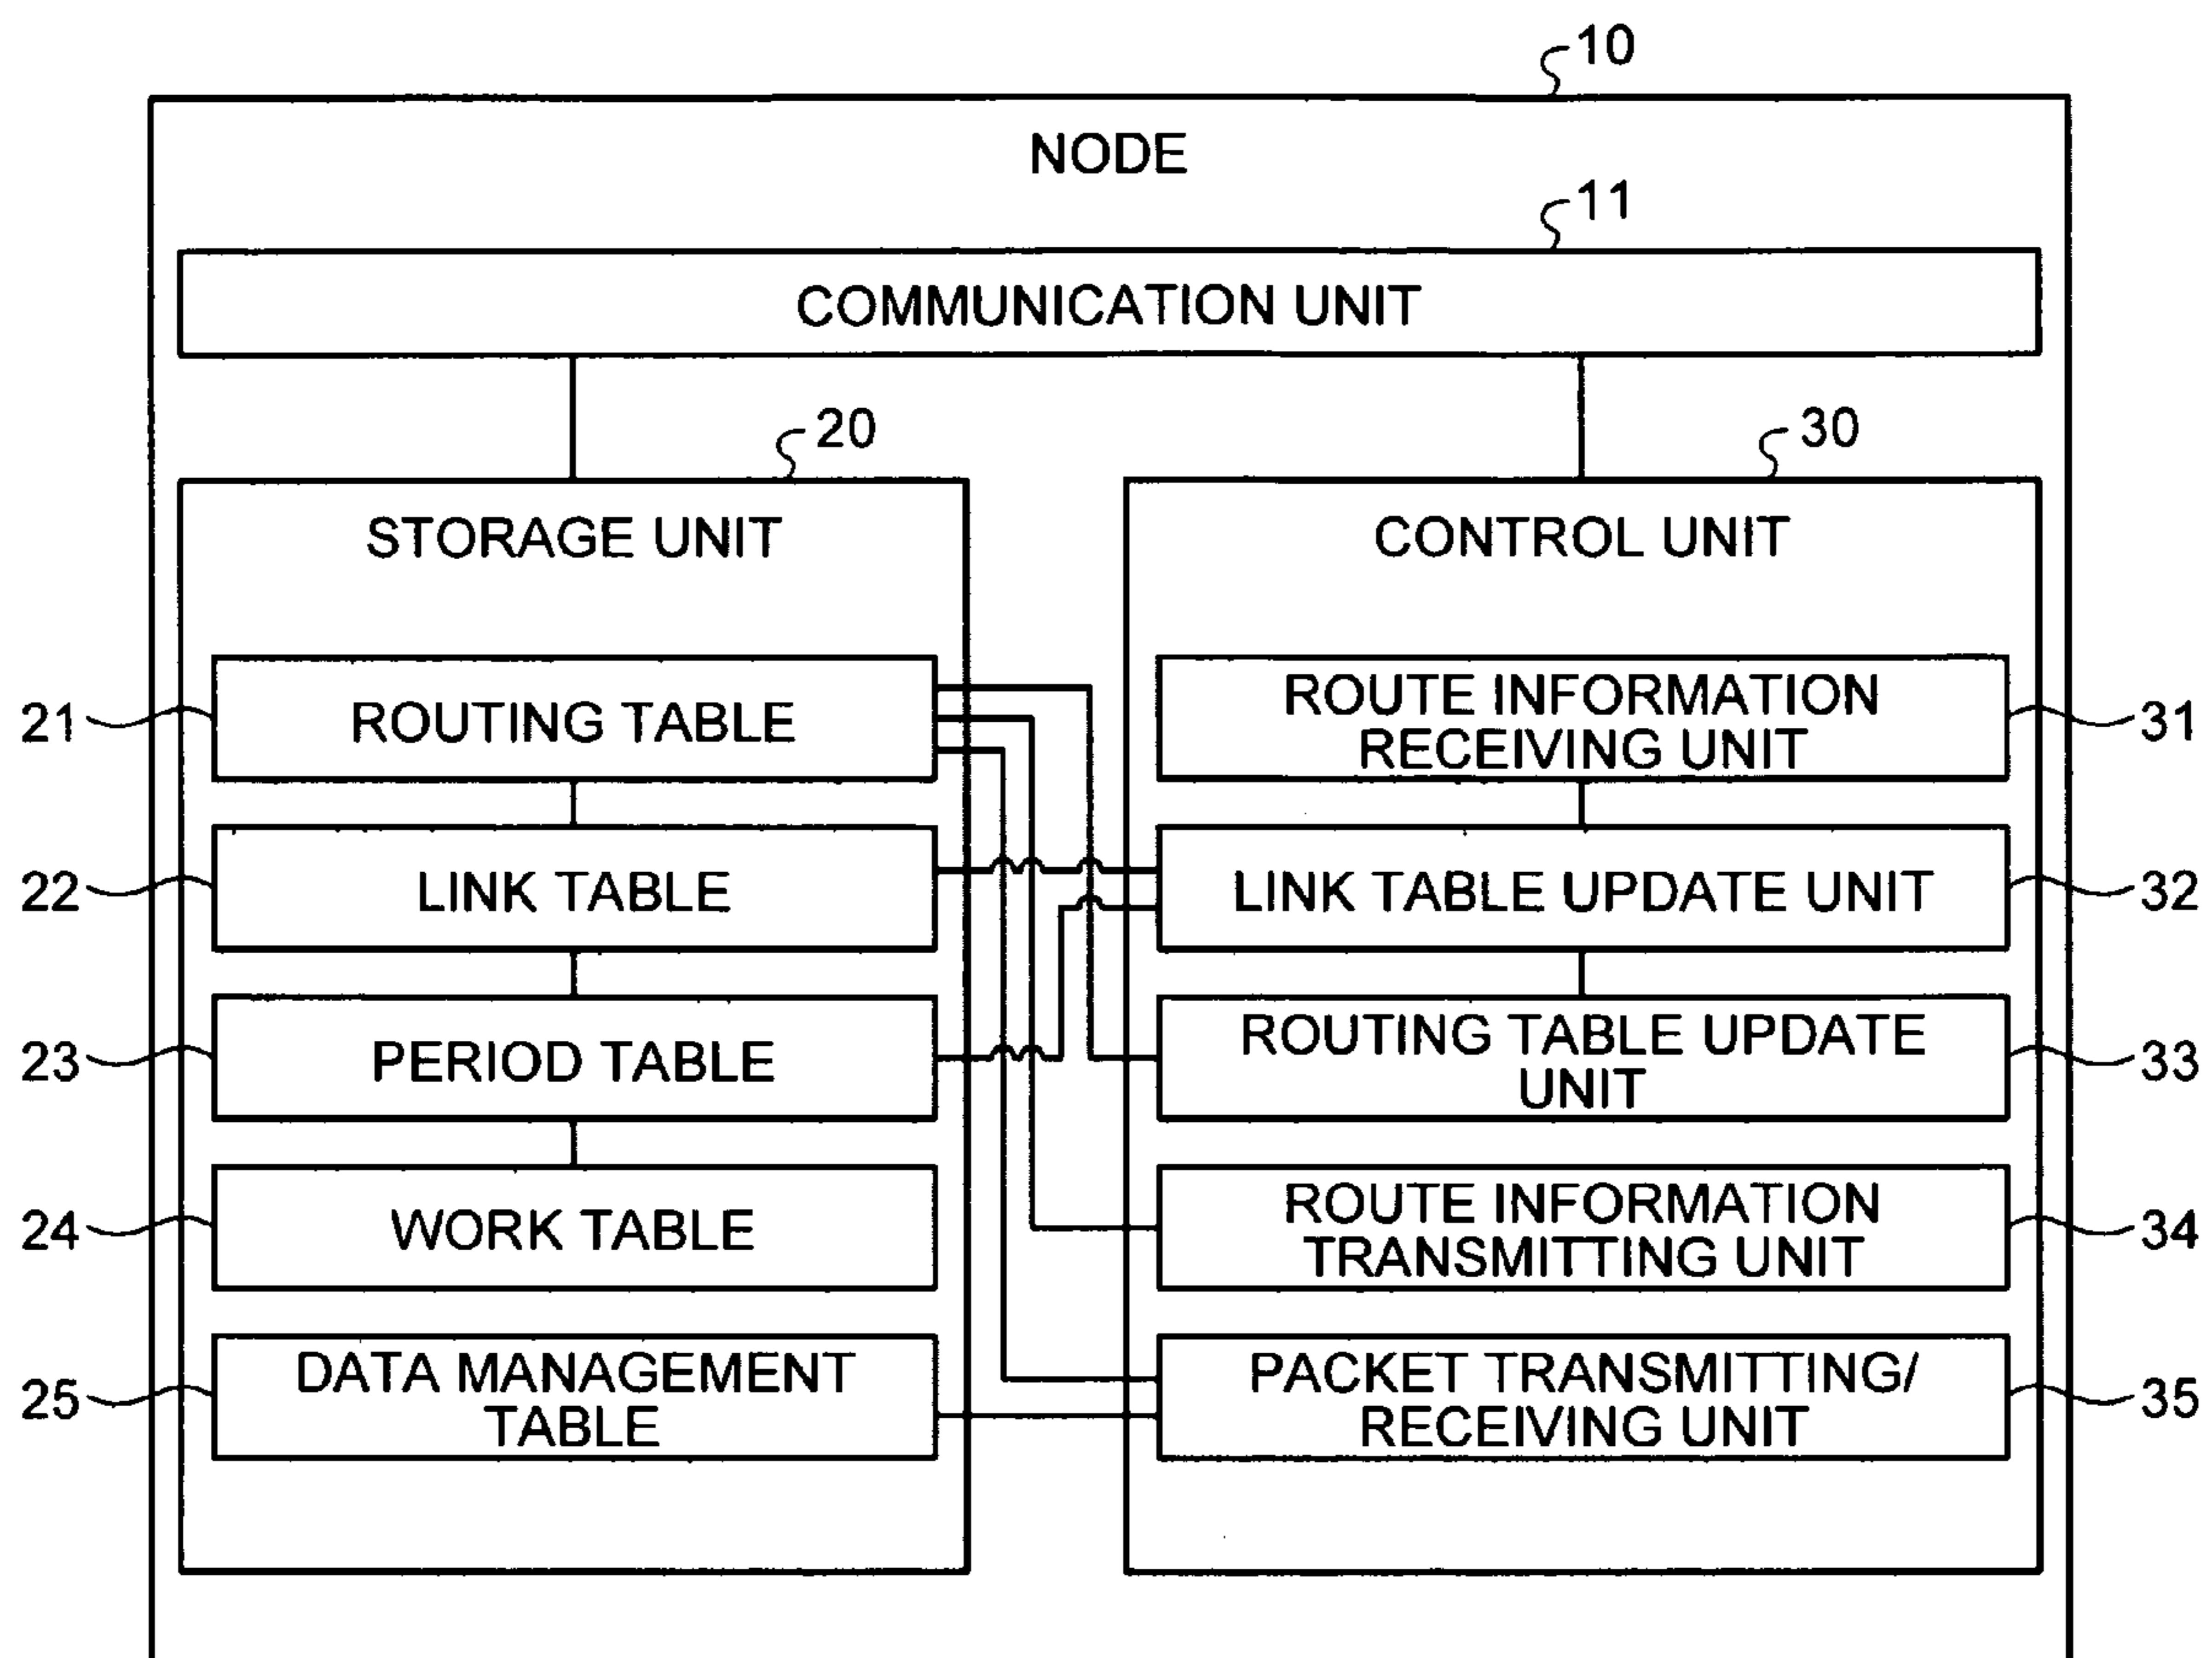 10
NODE
11
COMMUNICATION UNIT
20
30
STORAGE UNIT
CONTROL UNIT
21
ROUTING TABLE
ROUTE INFORMATION
RECEIVING UNIT
31
22
LINK TABLE
LINK TABLE UPDATE UNIT
32
23
PERIOD TABLE
ROUTING TABLE UPDATE
UNIT
33
24
WORK TABLE
ROUTE INFORMATION
TRANSMITTING UNIT
34
25
DATA MANAGEMENT
TABLE
PACKET TRANSMITTING/
RECEIVING UNIT
35